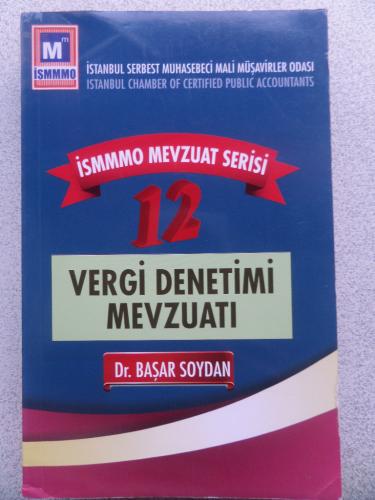 Mm
İSMMMO
İSTANBUL SERBEST MUHASEBECİ MALİ MÜŞAVİRLER ODASI
ISTANBUL CHAMBER OF CERTIFIED PUBLIC ACCOUNTANTS
İSMMMO MEVZUAT SERİSİ
12
VERGİ DENETİMİ
MEVZUATI
Dr. BAŞAR SOYDAN